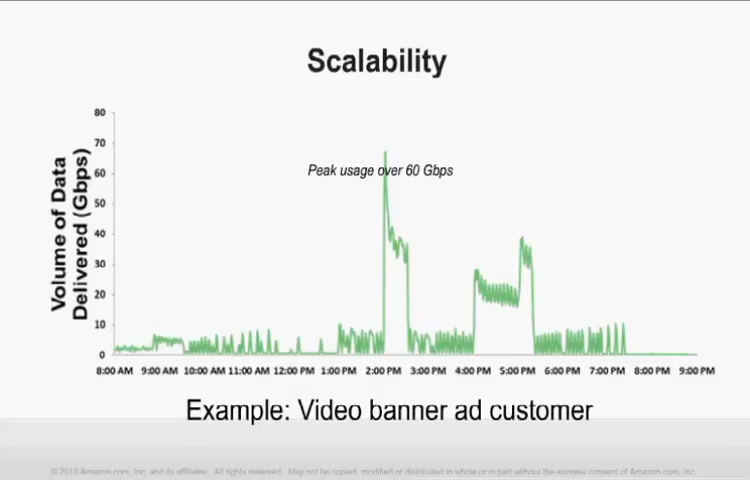 Scalability
Volume of Data
Delivered (Gbps)
80
70
60
50
40
30
20
10
0
Peak usage over 60 Gbps
8:00 AM 9:00 AM 10:00 AM 11:00 AM 12:00 PM 1:00 PM 2:00 PM 3:00 PM 4:00 PM 5:00 PM 6:00 PM 7:00 PM 8:00 PM 9:00 PM
Example: Video banner ad customer
© 2013 Amazon.com, Inc. and its affiliates. All rights reserved. May not be copied, modified or distributed in whole or in part without the express consent of Amazon.com, Inc.